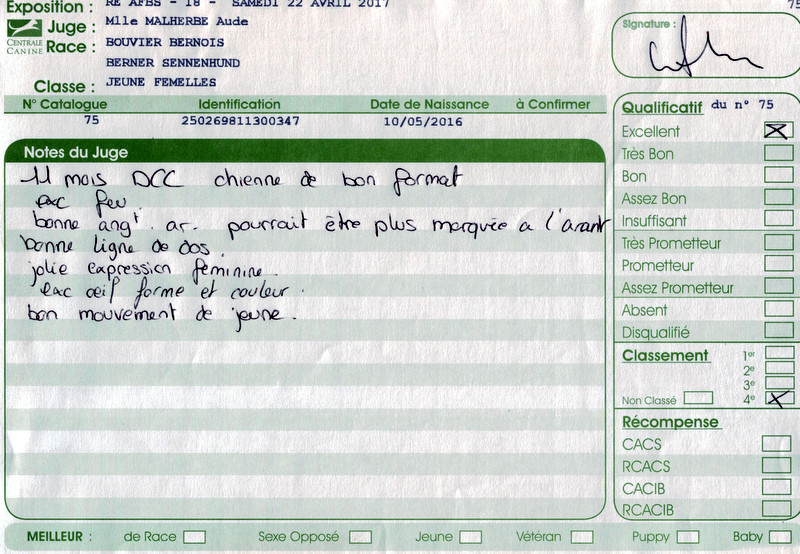 Exposition : RE AFBS - 18 - SAMEDI 22 AVRIL 2017
75
CENTRALE CANINE
Juge : Mlle MALHERBE Aude
Race : BOUVIER BERNOIS
BERNER SENNENHUND
Classe : JEUNE FEMELLES
Signature :
N° Catalogue Identification Date de Naissance à Confirmer
75 250269811300347 10/05/2016
Notes du Juge
11 mois DCC chienne de bon format
exc feu.
bonne angt. ar. pourrait être plus marquée a l'avant
bonne ligne de dos.
jolie expression féminine.
exc œil forme et couleur.
bon mouvement de jeune.
Qualificatif du n° 75
Excellent
Très Bon
Bon
Assez Bon
Insuffisant
Très Prometteur
Prometteur
Assez Prometteur
Absent
Disqualifié
Classement 1er
2e
3e
Non Classé 4e
Récompense
CACS
RCACS
CACIB
RCACIB
MEILLEUR : de Race Sexe Opposé Jeune Vétéran Puppy Baby